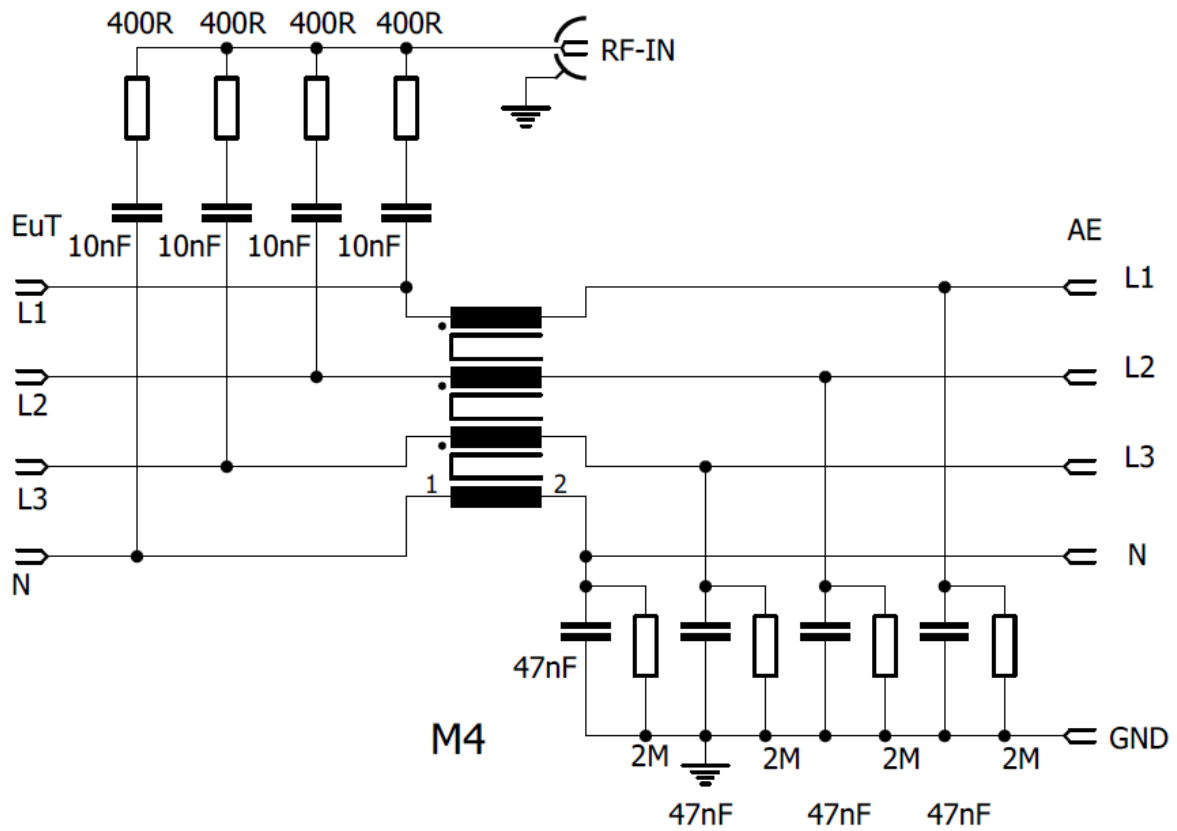 400R 400R 400R 400R
RF-IN
EuT
10nF 10nF 10nF 10nF
AE
L1
L1
L2
L2
L3
L3
1 2
N
N
47nF
M4
GND
2M 2M 2M 2M
47nF 47nF 47nF